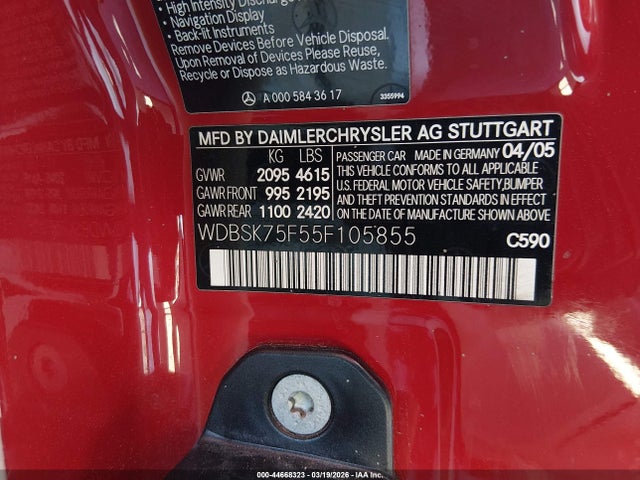 High Intensity Discharge
• Navigation Display
• Back-lit Instruments
Remove Devices Before Vehicle Disposal.
Upon Removal of Devices Please Reuse,
Recycle or Dispose as Hazardous Waste.
A 000 584 36 17
3355994
MFD BY DAIMLERCHRYSLER AG STUTTGART
KG LBS
GVWR 2095 4615
GAWR FRONT 995 2195
GAWR REAR 1100 2420
PASSENGER CAR MADE IN GERMANY 04/05
THIS VEHICLE CONFORMS TO ALL APPLICABLE
U.S. FEDERAL MOTOR VEHICLE SAFETY,BUMPER
AND THEFT PREVENTION STANDARDS IN EFFECT
ON THE DATE OF MANUFACTURE SHOWN ABOVE
WDBSK75F55F105855
C590
000-44668323 | 03/19/2026 | IAA Inc.